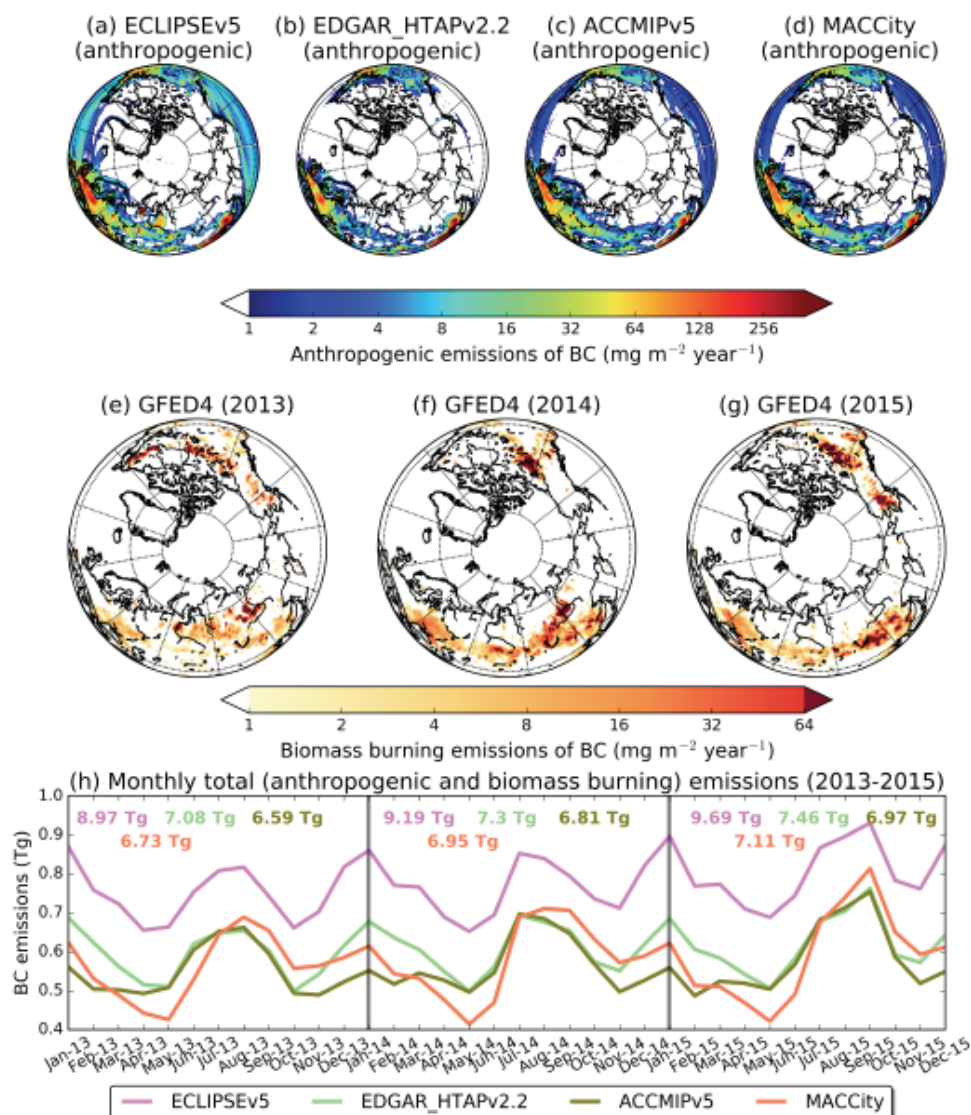 (a) ECLIPSEv5 (b) EDGAR_HTAPv2.2 (c) ACCMIPv5 (d) MACCity
(anthropogenic) (anthropogenic) (anthropogenic) (anthropogenic)
1 2 4 8 16 32 64 128 256
Anthropogenic emissions of BC (mg m⁻² year⁻¹)
(e) GFED4 (2013) (f) GFED4 (2014) (g) GFED4 (2015)
1 2 4 8 16 32 64
Biomass burning emissions of BC (mg m⁻² year⁻¹)
(h) Monthly total (anthropogenic and biomass burning) emissions (2013-2015)
1.0
8.97 Tg 7.08 Tg 6.59 Tg 9.19 Tg 7.3 Tg 6.81 Tg 9.69 Tg 7.46 Tg 6.97 Tg
0.9
6.73 Tg 6.95 Tg 7.11 Tg
0.8
0.7
0.6
0.5
0.4
BC emissions (Tg)
Jan-13 Feb-13 Mar-13 Apr-13 May-13 Juh-13 Jul-13 Aug-13 Sep-13 Oct-13 Nov-13 Dec-13 Jan-14 Feb-14 Mar-14 Apr-14 May-14 Juh-14 Jul-14 Aug-14 Sep-14 Oct-14 Nov-14 Dec-14 Jan-15 Feb-15 Mar-15 Apr-15 May-15 Juh-15 Jul-15 Aug-15 Sep-15 Oct-15 Nov-15 Dec-15
ECLIPSEv5 EDGAR_HTAPv2.2 ACCMIPv5 MACCity